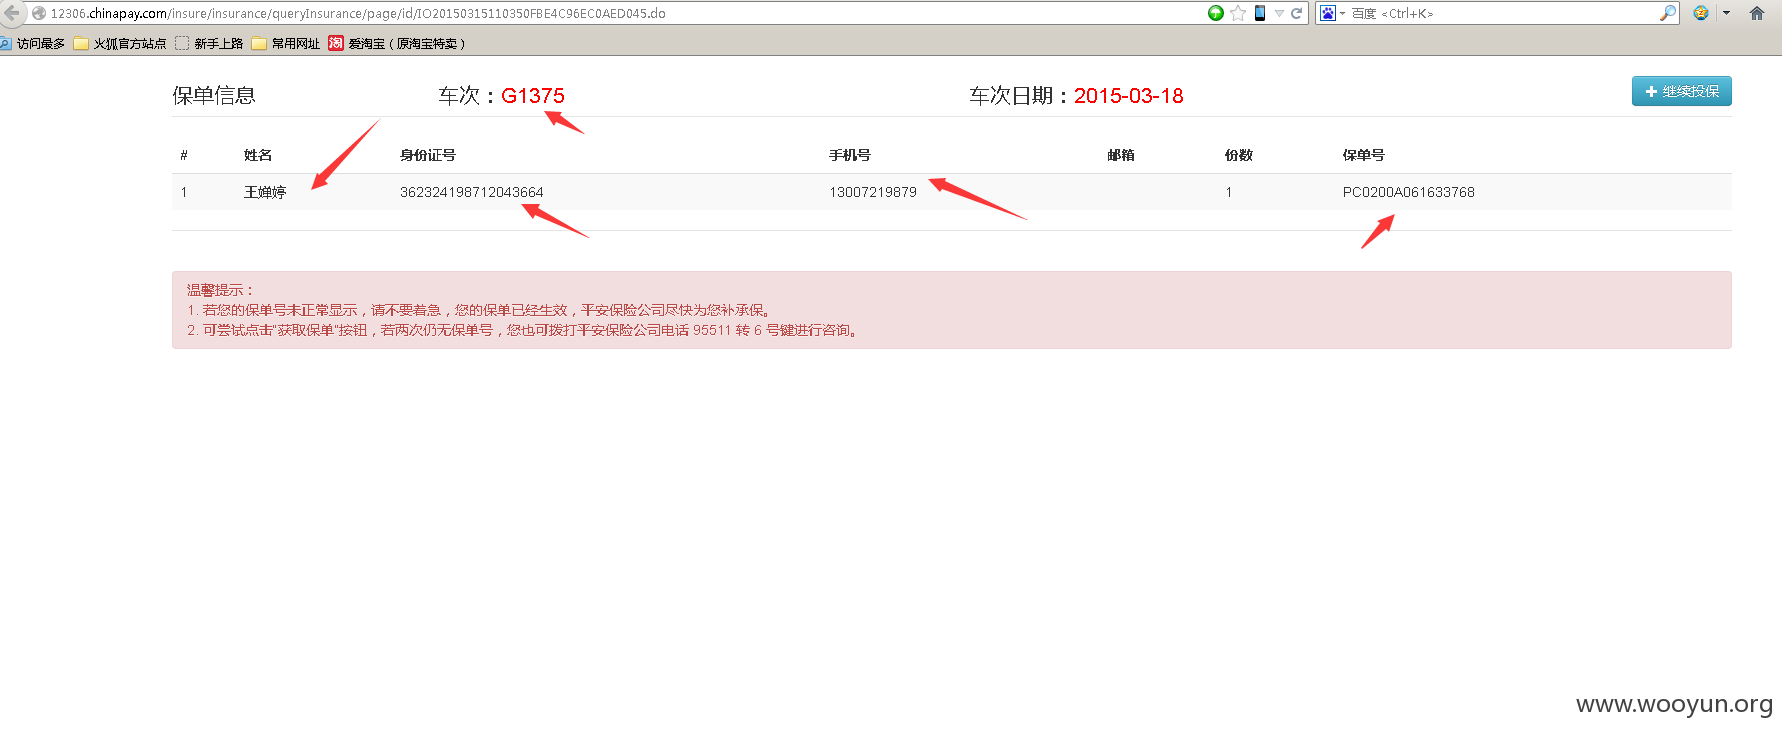 12306.chinapay.com/insure/insurance/queryInsurance/page/id/IO20150315110350FBE4C96EC0AED045.do
百度 <Ctrl+K>
访问最多 火狐官方站点 新手上路 常用网址 淘 爱淘宝（原淘宝特卖）
保单信息 车次：G1375 车次日期：2015-03-18 + 继续投保
# 姓名 身份证号 手机号 邮箱 份数 保单号
1 王婵婷 362324198712043664 13007219879 1 PC0200A061633768
温馨提示：
1. 若您的保单号未正常显示，请不要着急，您的保单已经生效，平安保险公司尽快为您补承保。
2. 可尝试点击"获取保单"按钮，若两次仍无保单号，您也可拨打平安保险公司电话 95511 转 6 号键进行咨询。
www.wooyun.org